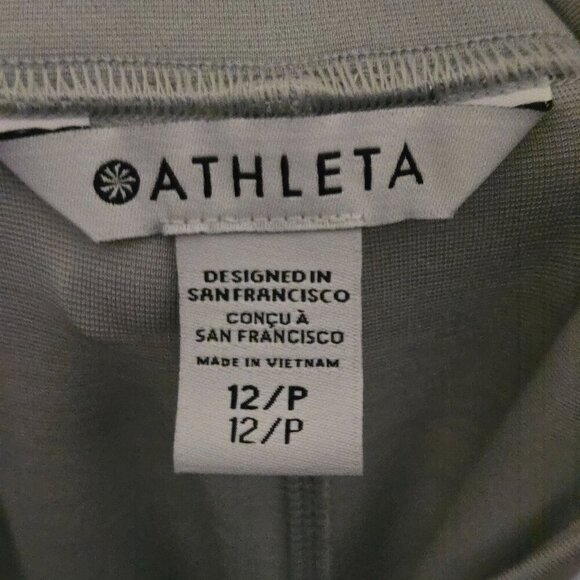 ATHLETA
DESIGNED IN
SAN FRANCISCO
CONÇU À
SAN FRANCISCO
MADE IN VIETNAM
12/P
12/P